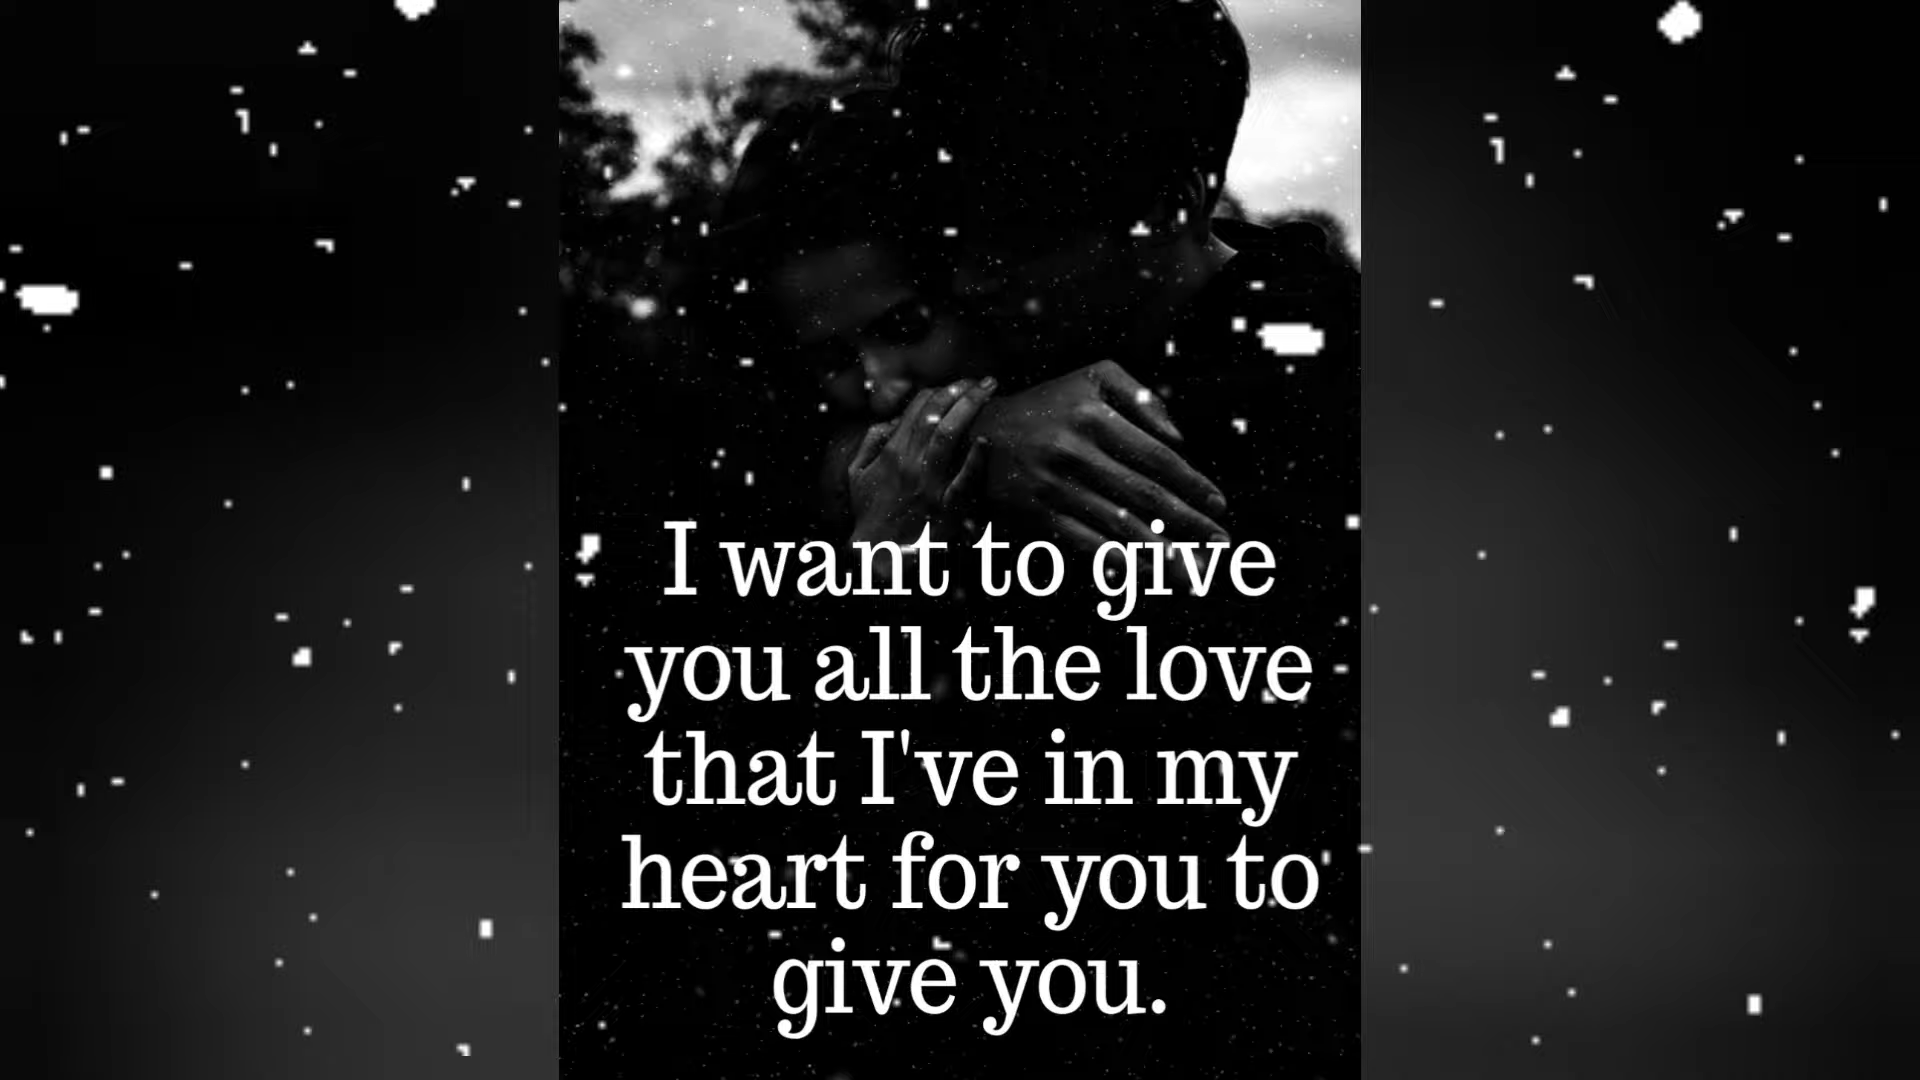 I want to give
you all the love
that I've in my
heart for you to
give you.